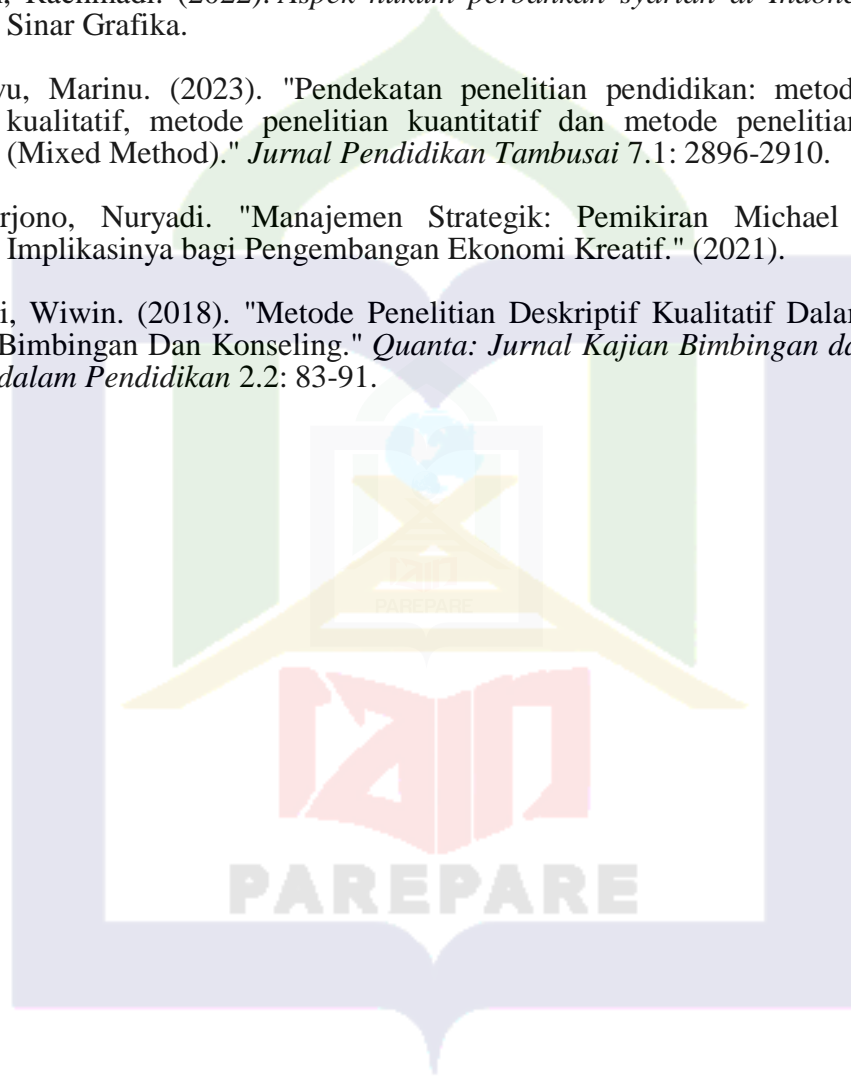 Sinar Grafika.
yu, Marinu. (2023). "Pendekatan penelitian pendidikan: metod
kualitatif, metode penelitian kuantitatif dan metode penelitian
(Mixed Method)." Jurnal Pendidikan Tambusai 7.1: 2896-2910.
rjono, Nuryadi. "Manajemen Strategik: Pemikiran Michael
Implikasinya bagi Pengembangan Ekonomi Kreatif." (2021).
i, Wiwin. (2018). "Metode Penelitian Deskriptif Kualitatif Dala
Bimbingan Dan Konseling." Quanta: Jurnal Kajian Bimbingan da
dalam Pendidikan 2.2: 83-91.
PAREPARE
PAREPARE